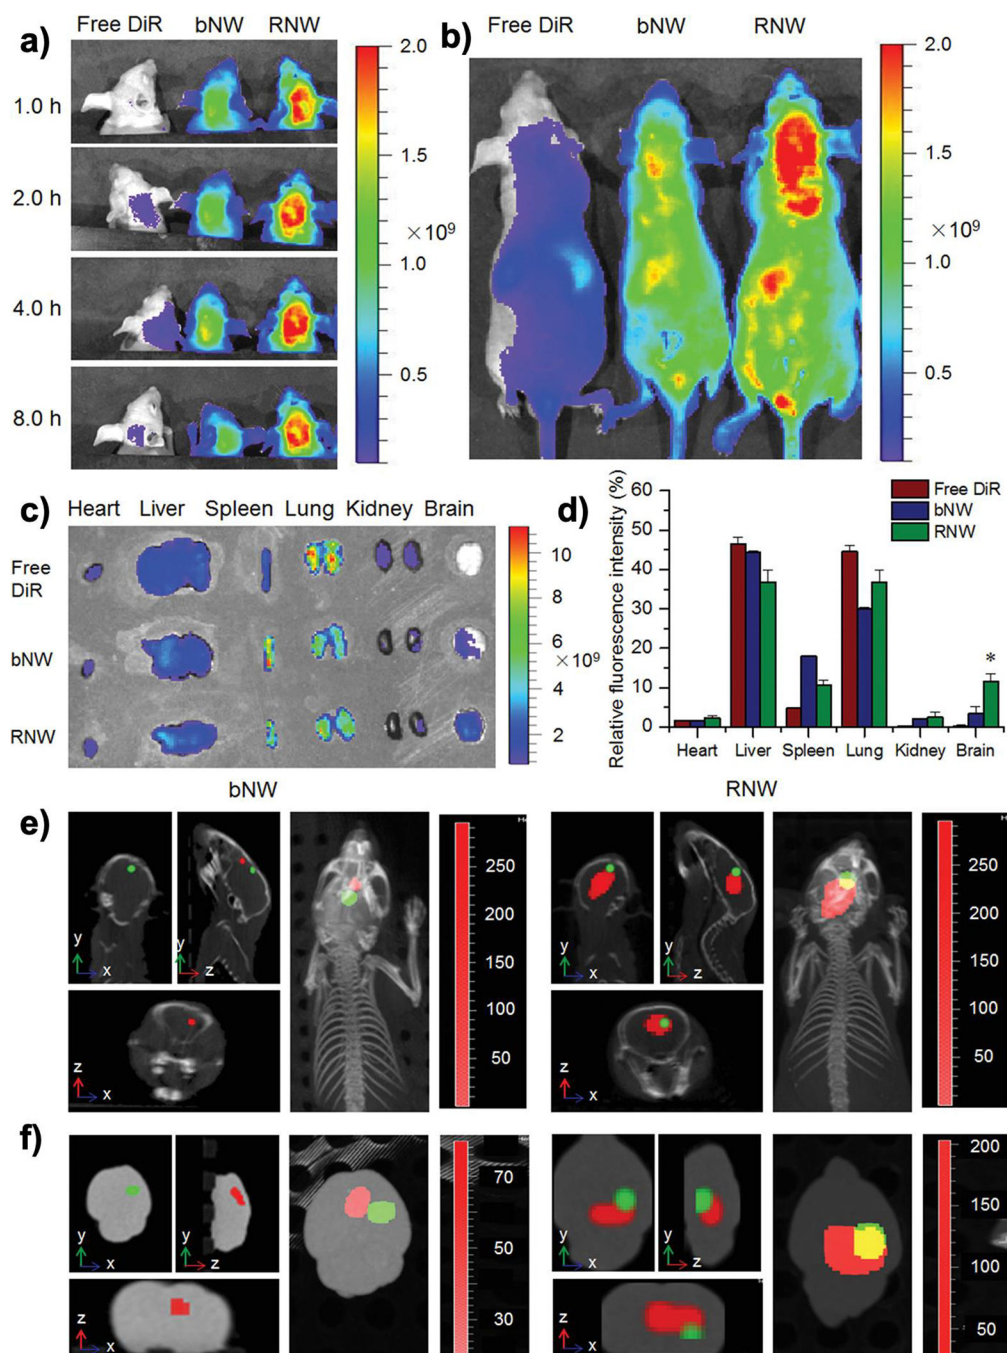 a)
Free DiR bNW RNW
1.0 h
2.0 h
4.0 h
8.0 h
2.0
1.5
×10⁹
1.0
0.5
b)
Free DiR bNW RNW
2.0
1.5
×10⁹
1.0
0.5
c)
Heart Liver Spleen Lung Kidney Brain
Free DiR
bNW
RNW
10
8
6
×10⁹
4
2
d)
Relative fluorescence intensity (%)
60
50
40
30
20
10
0
Free DiR
bNW
RNW
*
Heart Liver Spleen Lung Kidney Brain
bNW RNW
e)
y
x
y
z
z
x
250
200
150
100
50
y
x
y
z
z
x
250
200
150
100
50
f)
y
x
y
z
z
x
70
50
30
y
x
y
z
z
x
200
150
100
50